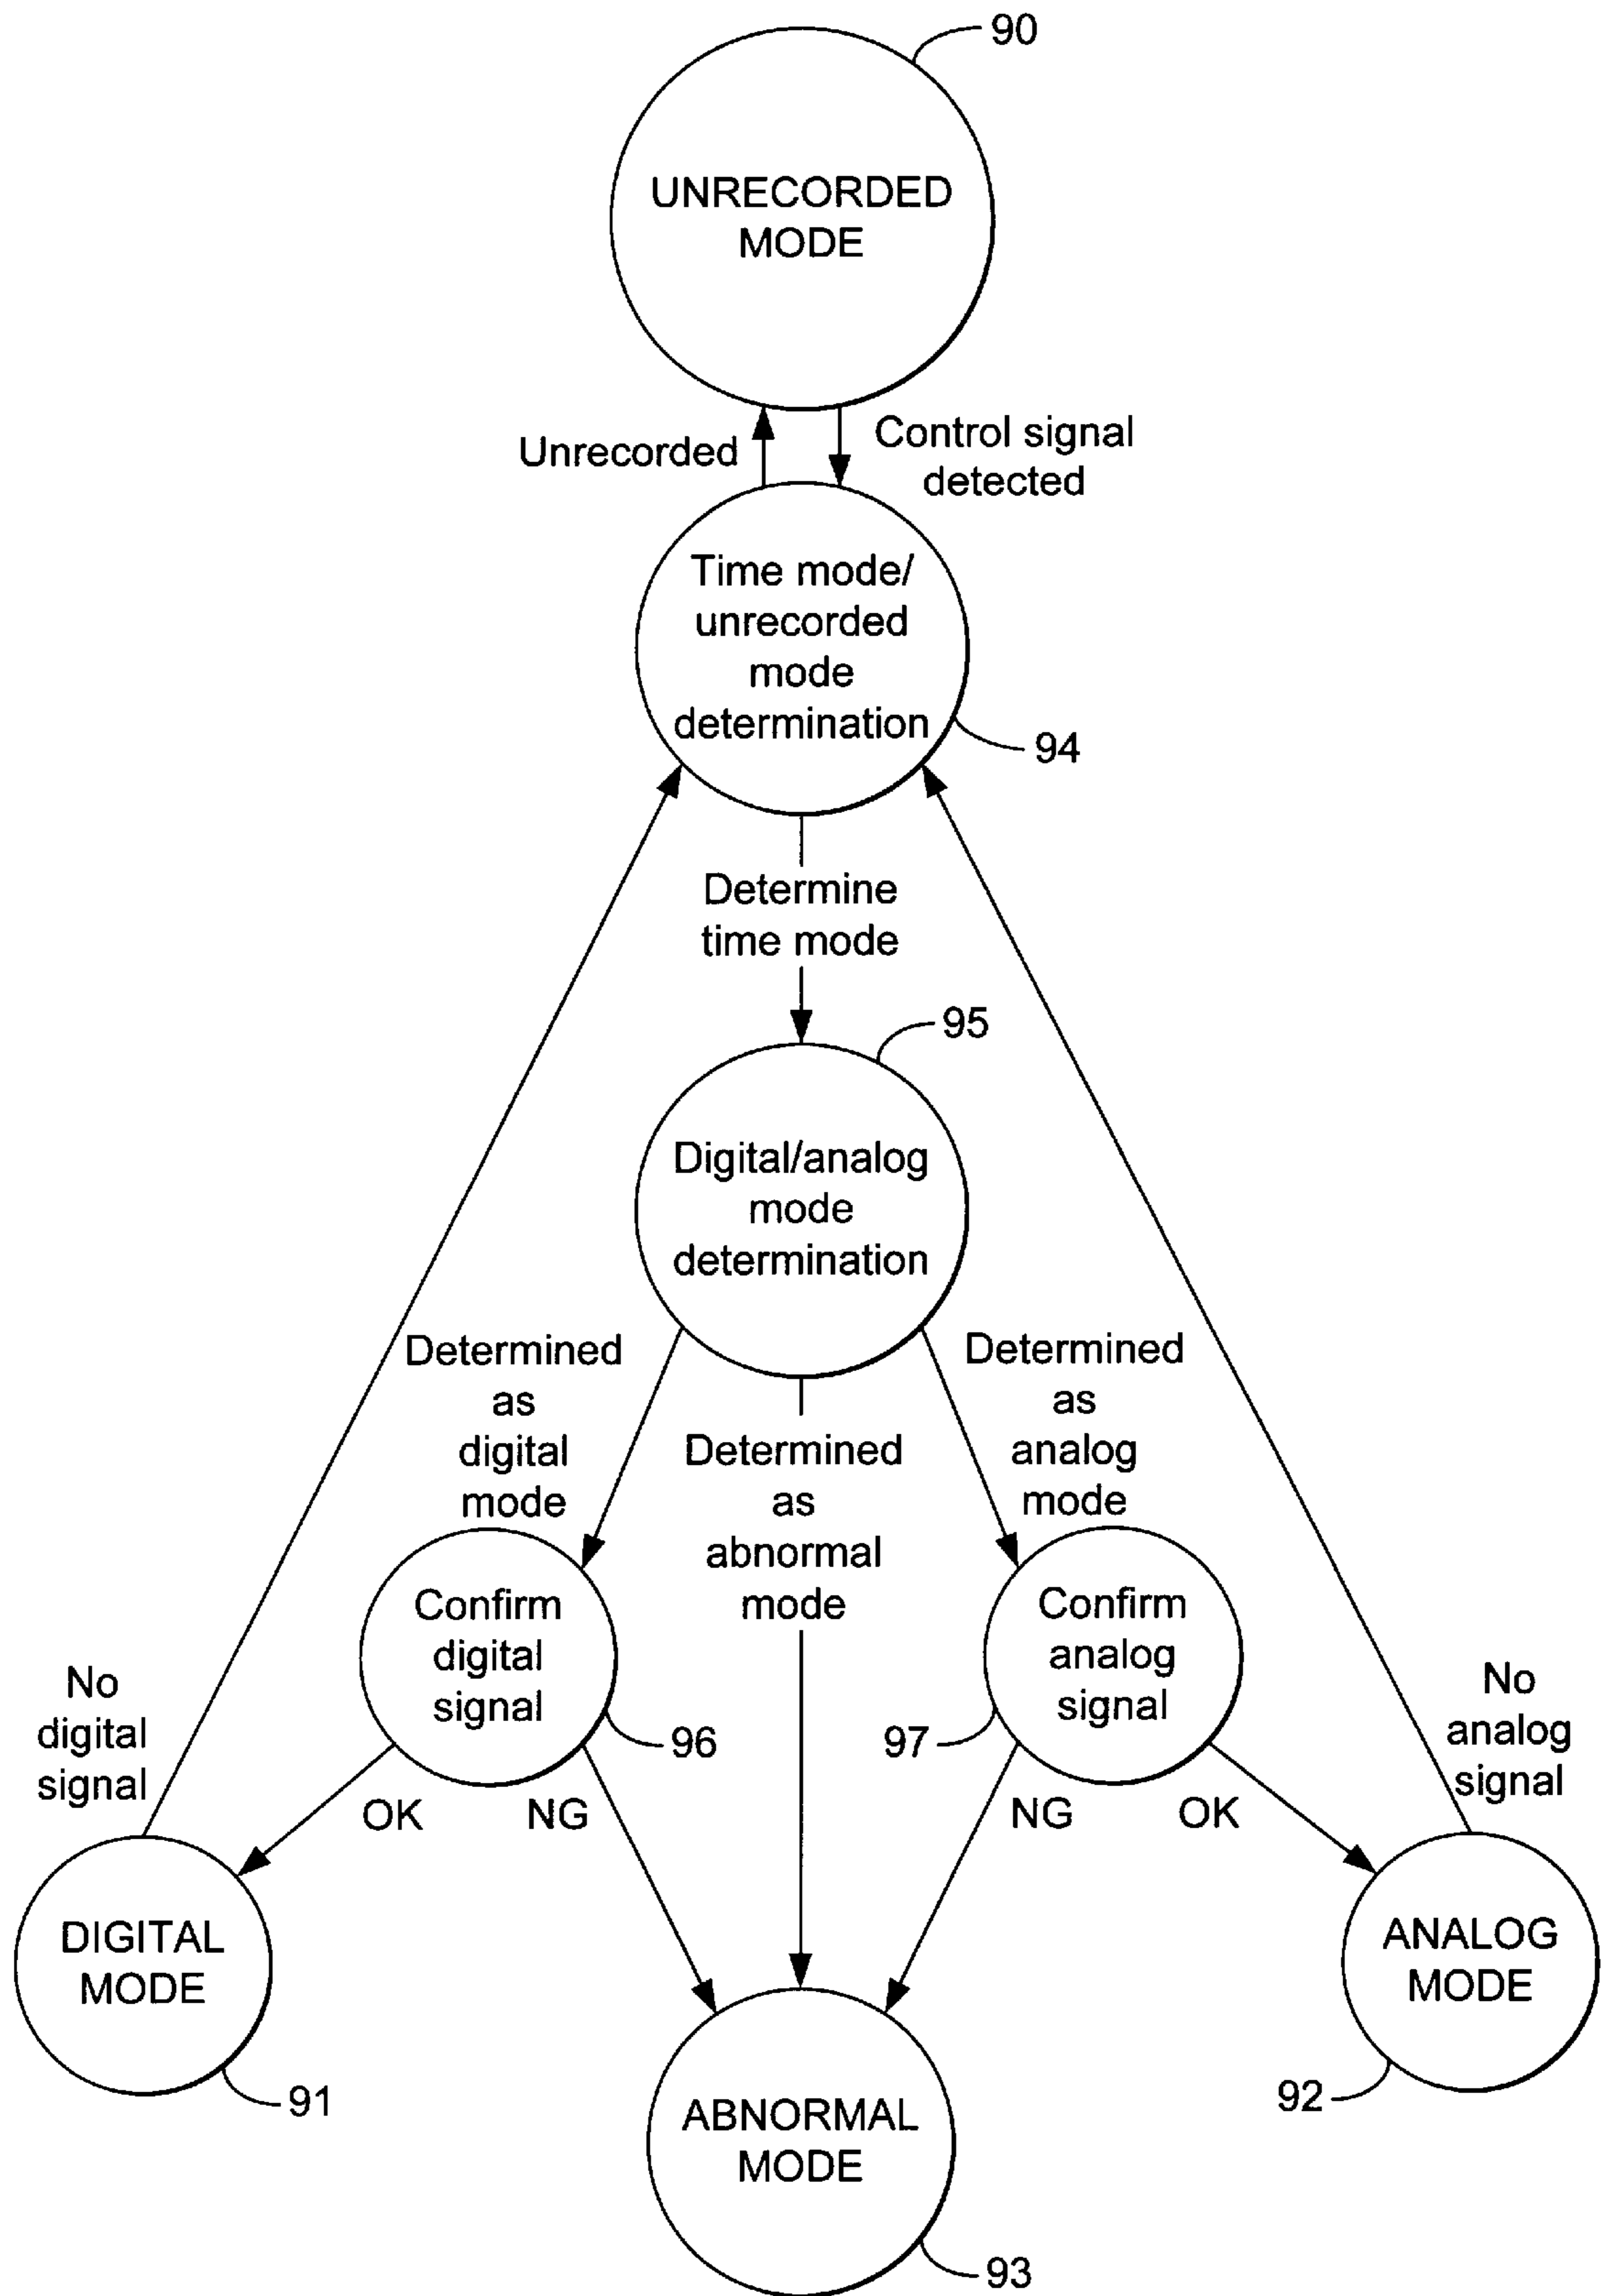 90
UNRECORDED
MODE
Unrecorded
Control signal
detected
Time mode/
unrecorded
mode
determination
94
Determine
time mode
95
Digital/analog
mode
determination
Determined
as
digital
mode
Determined
as
abnormal
mode
Determined
as
analog
mode
Confirm
digital
signal
96
Confirm
analog
signal
97
No
digital
signal
No
analog
signal
OK
NG
NG
OK
DIGITAL
MODE
91
ANALOG
MODE
92
ABNORMAL
MODE
93